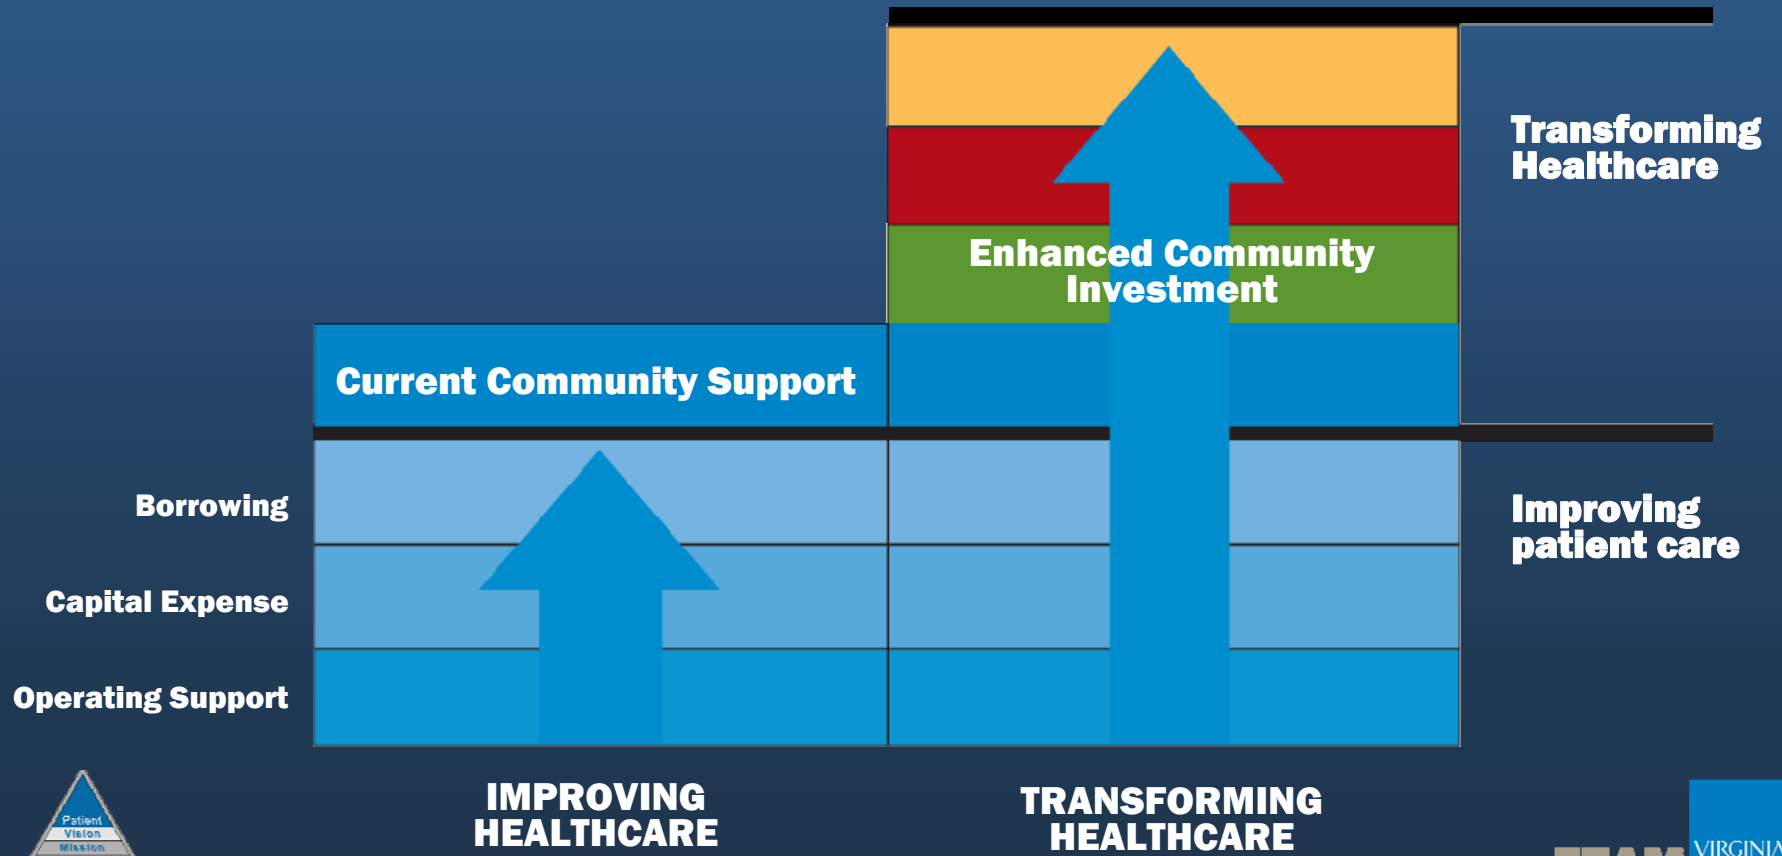 Transforming
Healthcare
Enhanced Community
Investment
Current Community Support
Borrowing
Improving
patient care
Capital Expense
Operating Support
IMPROVING
HEALTHCARE
TRANSFORMING
HEALTHCARE
Patient
Vision
Mission
VIRGINIA